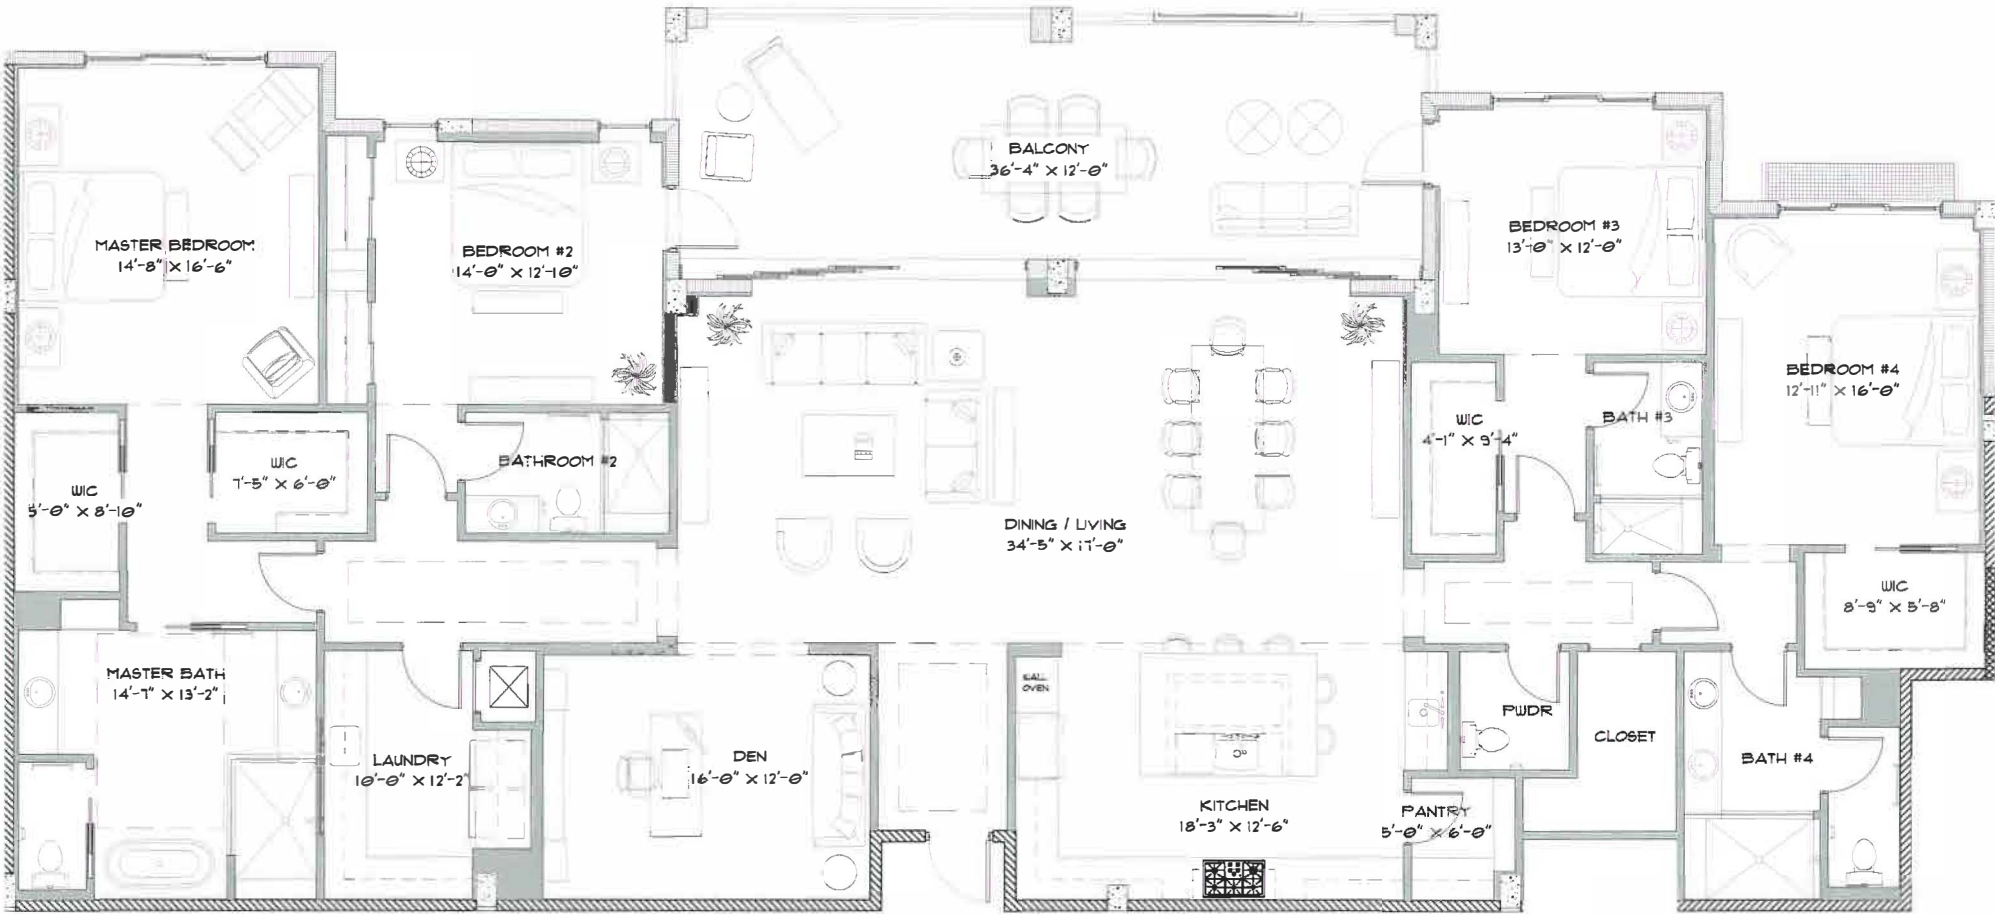 BALCONY
36'-4" X 12'-0"
MASTER BEDROOM
14'-8" X 16'-6"
BEDROOM #2
14'-0" X 12'-10"
BEDROOM #3
13'-0" X 12'-0"
BEDROOM #4
12'-11" X 16'-0"
WIC
5'-0" X 8'-10"
WIC
7'-5" X 6'-0"
BATHROOM #2
WIC
4'-1" X 9'-4"
BATH #3
DINING / LIVING
34'-5" X 17'-0"
WIC
8'-9" X 5'-8"
MASTER BATH
14'-7" X 13'-2"
LAUNDRY
10'-0" X 12'-2"
DEN
16'-0" X 12'-0"
WALL
OVEN
KITCHEN
18'-3" X 12'-6"
PANTRY
5'-0" X 6'-0"
PWDR
CLOSET
BATH #4